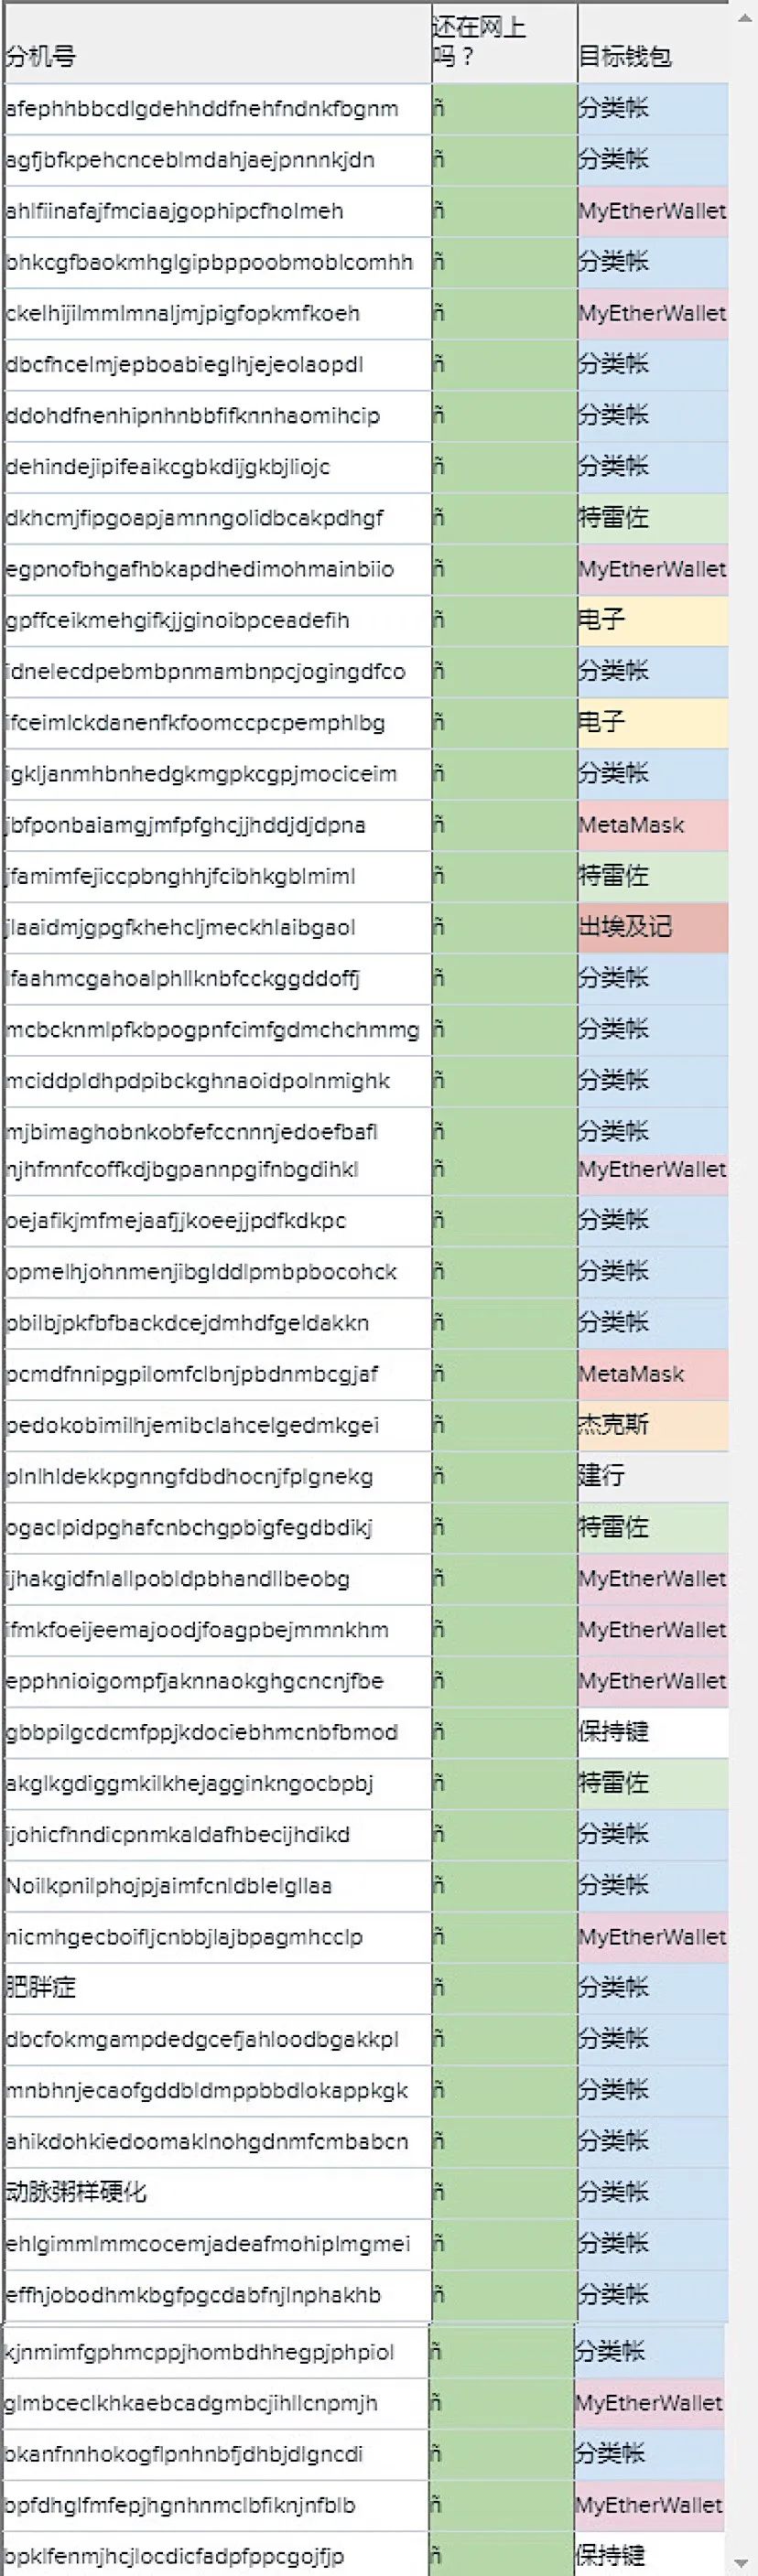 分机号 还在网上吗？ 目标钱包
afephhbbcdlgdehhddfnehfndnkfbgnm ñ 分类帐
agfjbfkpehcnceblmdahjaejpnnnkjdn ñ 分类帐
ahlfiinafajfmciaajgophipcfholmeh ñ MyEtherWallet
bhkcgfbaokmhglgipbppoobmoblcomhh ñ 分类帐
ckelhijilmmlmnaljmjpigfopkmfkoeh ñ MyEtherWallet
dbcfhcelmjepboabieglhjejeolaopdl ñ 分类帐
ddohdfnenhipnhnbbfifknnhaomihcip ñ 分类帐
dehindejipifeaikcgbkdijgkbjliojc ñ 分类帐
dkhcmjfipgoapjamnngolidbcakpdhgf ñ 特雷佐
egpnofbhgafhbkapdhedimohmainbiio ñ MyEtherWallet
gpffceikmehgifkjjginoibpceadefih ñ 电子
idnelecdpebmbpnmambnpcjogingdfco ñ 分类帐
ifceimlckdanenfkfoomccpcpemphlbg ñ 电子
igkljanmhbnhedgkmgpkcgpjmociceim ñ 分类帐
jbfponbaiamgjmfpfghcjjhddjdjdpna ñ MetaMask
jfamimfejiccpbnghhjfcibhkgblmiml ñ 特雷佐
jlaaidmjgpgfkhehcljmeckhlaibgaol ñ 出埃及记
lfaahmcgahoalphllknbfcckggddoffj ñ 分类帐
mcbcknmlpfkbpogpnfcimfgdmchchmmg ñ 分类帐
mciddpldhpdpibckghnaoidpolnmighk ñ 分类帐
mjbimaghobnkobfefccnnnjedoefbafl ñ 分类帐
njhfmnfcoffkdjbgpannpgifnbgdihkl ñ MyEtherWallet
oejafikjmfmejaafjjkoeejjpdfkdkpc ñ 分类帐
opmelhjohnmenjibglddlpmbpbocohck ñ 分类帐
pbilbjpkfbfbackdcejdmhdfgeldakkn ñ 分类帐
pcmdfnnipgpilomfclbnjpbdnmbcgjaf ñ MetaMask
pedokobimilhjemibclahcelgedmkgei ñ 杰克斯
plnlhldekkpgnngfdbdhocnjfplgnekg ñ 建行
ogaclpidpghafcnbchgpbigfegdbdikj ñ 特雷佐
ijhakgidfnlallpobldpbhandllbeobg ñ MyEtherWallet
ifmkfoeijeemajoodjfoagpbejmmnkhm ñ MyEtherWallet
epphnioigompfjaknnaokghgcncnjfbe ñ MyEtherWallet
gbbpilgcdcmfppjkdociebhmcnbfbmod ñ 保持键
akglkgdiggmkilkhejagginkngocbpbj ñ 特雷佐
ijohicfhndicpnmkaldafhbecijhdikd ñ 分类帐
Noilkpnilphojpjaimfcnldblelgllaa ñ 分类帐
nicmhgecboifljcnbbjlajbpagmhcclp ñ MyEtherWallet
肥胖症 ñ 分类帐
dbcfokmgampdedgcefjahloodbgakkpl ñ 分类帐
mnbhnjecaofgddbldmppbbdlokappkgk ñ 分类帐
ahikdohkiedoomaklnohgdnmfcmbabcn ñ 分类帐
动脉粥样硬化 ñ 分类帐
ehlgimmlmmcocemjadeafmohiplmgmei ñ 分类帐
effhjobodhmkbgfpgcdabfnjlnphakhb ñ 分类帐
kjnmimfgphmcppjhombdhhegpjphpiol ñ 分类帐
glmbceclkhkaebcadgmbcjihllcnpmjh ñ MyEtherWallet
bkanfnnhokogflpnhnbfjdhbjdlgncdi ñ 分类帐
bpfdhglfmfepjhgnhnmclbfiknjnfblb ñ MyEtherWallet
bpklfenmjhcjlocdicfadpfppcgojfjp ñ 保持键